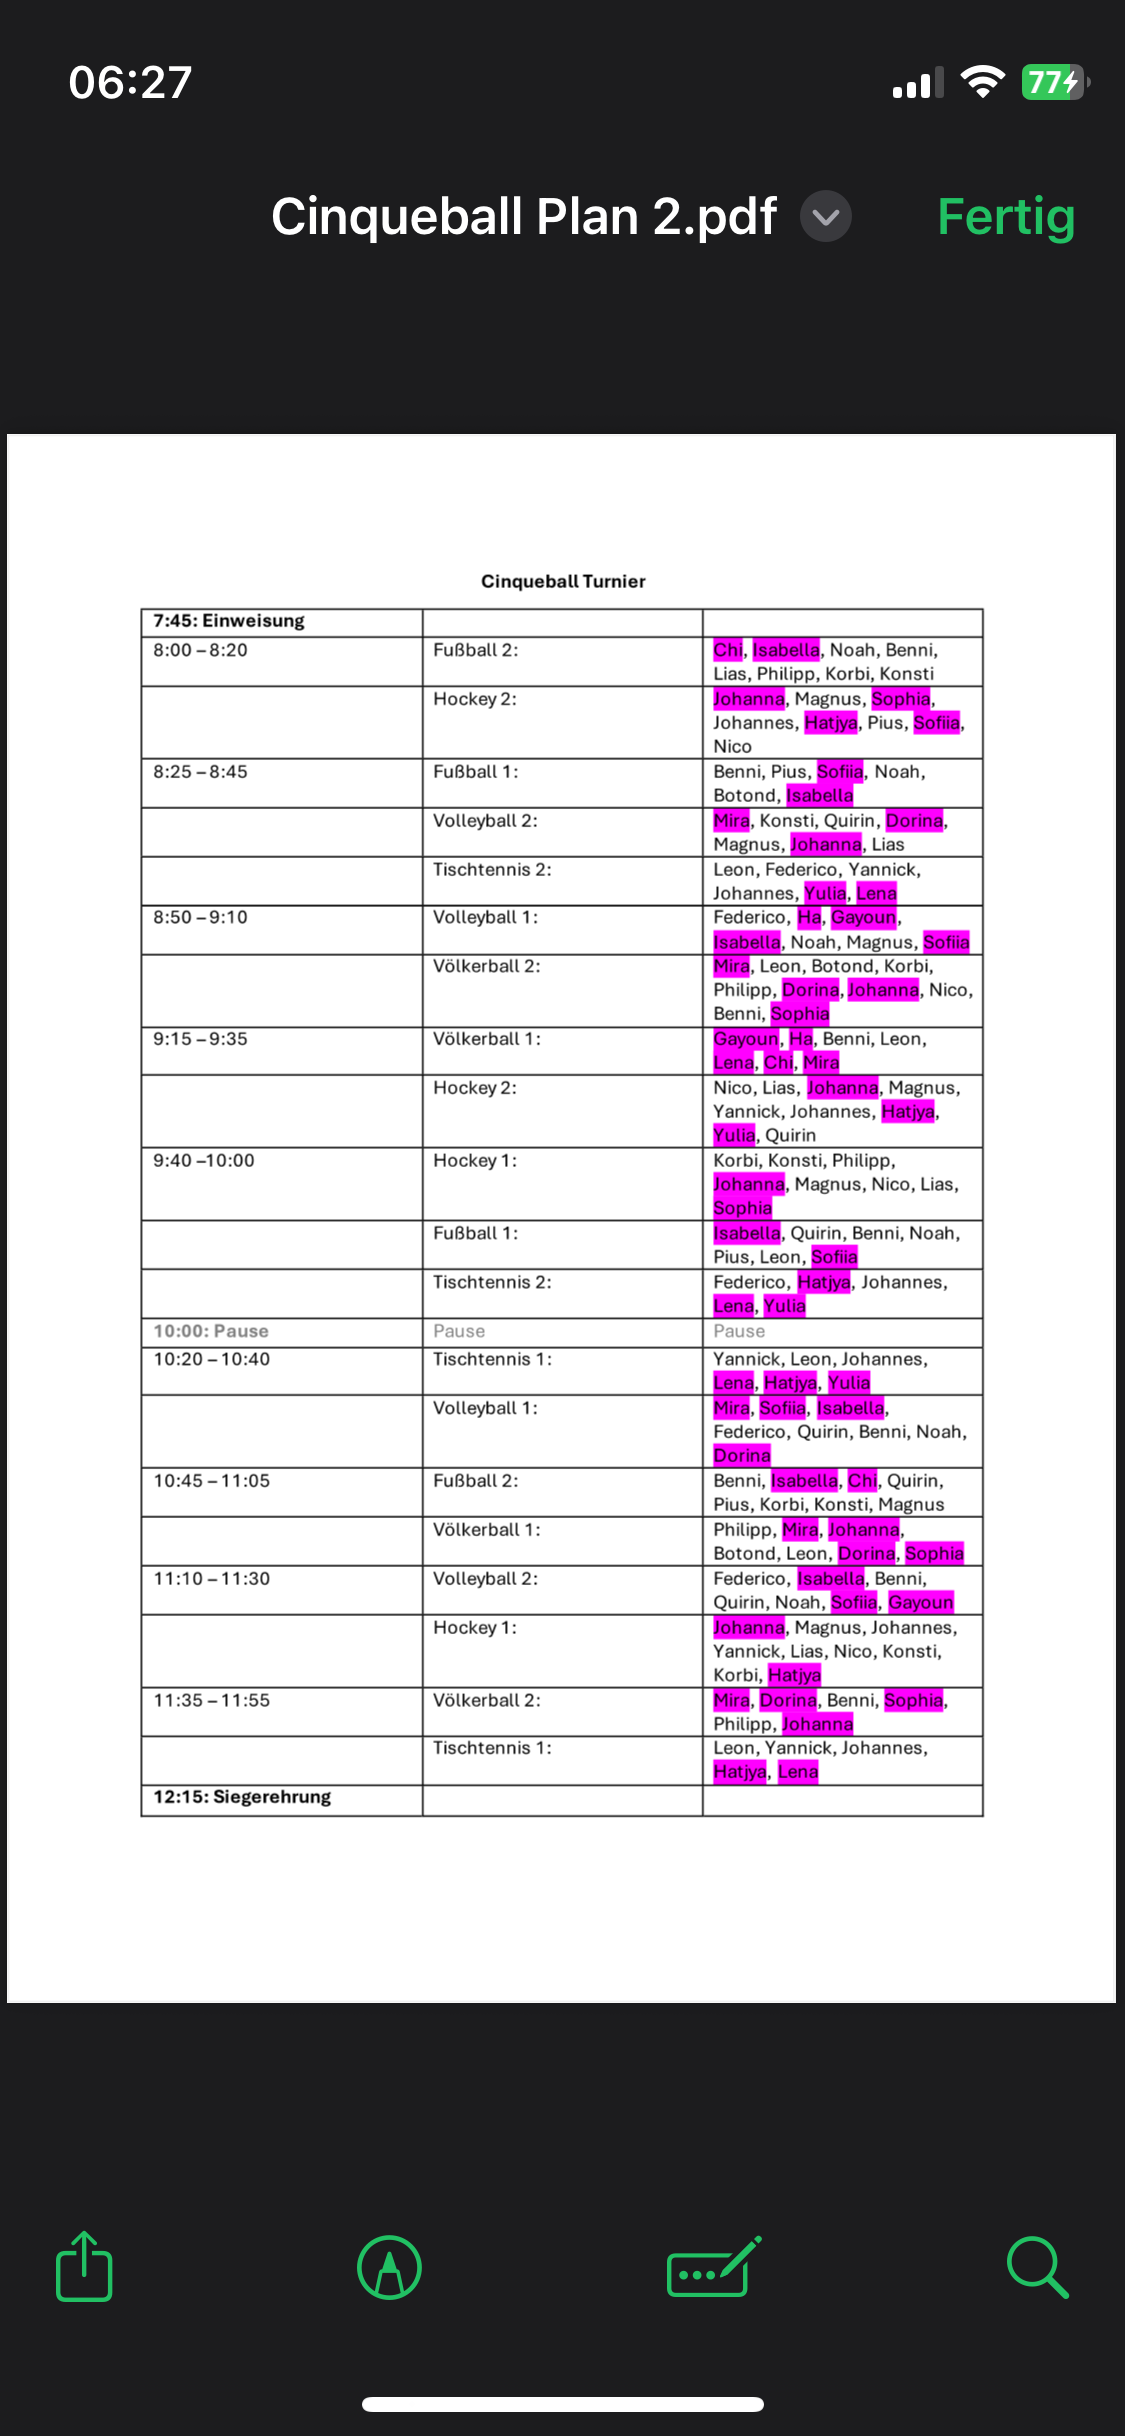 06:27
77
Cinqueball Plan 2.pdf
Fertig
Cinqueball Turnier
7:45: Einweisung
8:00 – 8:20
Fußball 2:
Chi, Isabella, Noah, Benni,
Lias, Philipp, Korbi, Konsti
Hockey 2:
Johanna, Magnus, Sophia,
Johannes, Hatjya, Pius, Sofiia,
Nico
8:25 – 8:45
Fußball 1:
Benni, Pius, Sofiia, Noah,
Botond, Isabella
Volleyball 2:
Mira, Konsti, Quirin, Dorina,
Magnus, Johanna, Lias
Tischtennis 2:
Leon, Federico, Yannick,
Johannes, Yulia, Lena
8:50 – 9:10
Volleyball 1:
Federico, Ha, Gayoun,
Isabella, Noah, Magnus, Sofiia
Völkerball 2:
Mira, Leon, Botond, Korbi,
Philipp, Dorina, Johanna, Nico,
Benni, Sophia
9:15 – 9:35
Völkerball 1:
Gayoun, Ha, Benni, Leon,
Lena, Chi, Mira
Hockey 2:
Nico, Lias, Johanna, Magnus,
Yannick, Johannes, Hatjya,
Yulia, Quirin
9:40 –10:00
Hockey 1:
Korbi, Konsti, Philipp,
Johanna, Magnus, Nico, Lias,
Sophia
Fußball 1:
Isabella, Quirin, Benni, Noah,
Pius, Leon, Sofiia
Tischtennis 2:
Federico, Hatjya, Johannes,
Lena, Yulia
10:00: Pause
Pause
Pause
10:20 – 10:40
Tischtennis 1:
Yannick, Leon, Johannes,
Lena, Hatjya, Yulia
Volleyball 1:
Mira, Sofiia, Isabella,
Federico, Quirin, Benni, Noah,
Dorina
10:45 – 11:05
Fußball 2:
Benni, Isabella, Chi, Quirin,
Pius, Korbi, Konsti, Magnus
Völkerball 1:
Philipp, Mira, Johanna,
Botond, Leon, Dorina, Sophia
11:10 – 11:30
Volleyball 2:
Federico, Isabella, Benni,
Quirin, Noah, Sofiia, Gayoun
Hockey 1:
Johanna, Magnus, Johannes,
Yannick, Lias, Nico, Konsti,
Korbi, Hatjya
11:35 – 11:55
Völkerball 2:
Mira, Dorina, Benni, Sophia,
Philipp, Johanna
Tischtennis 1:
Leon, Yannick, Johannes,
Hatjya, Lena
12:15: Siegerehrung